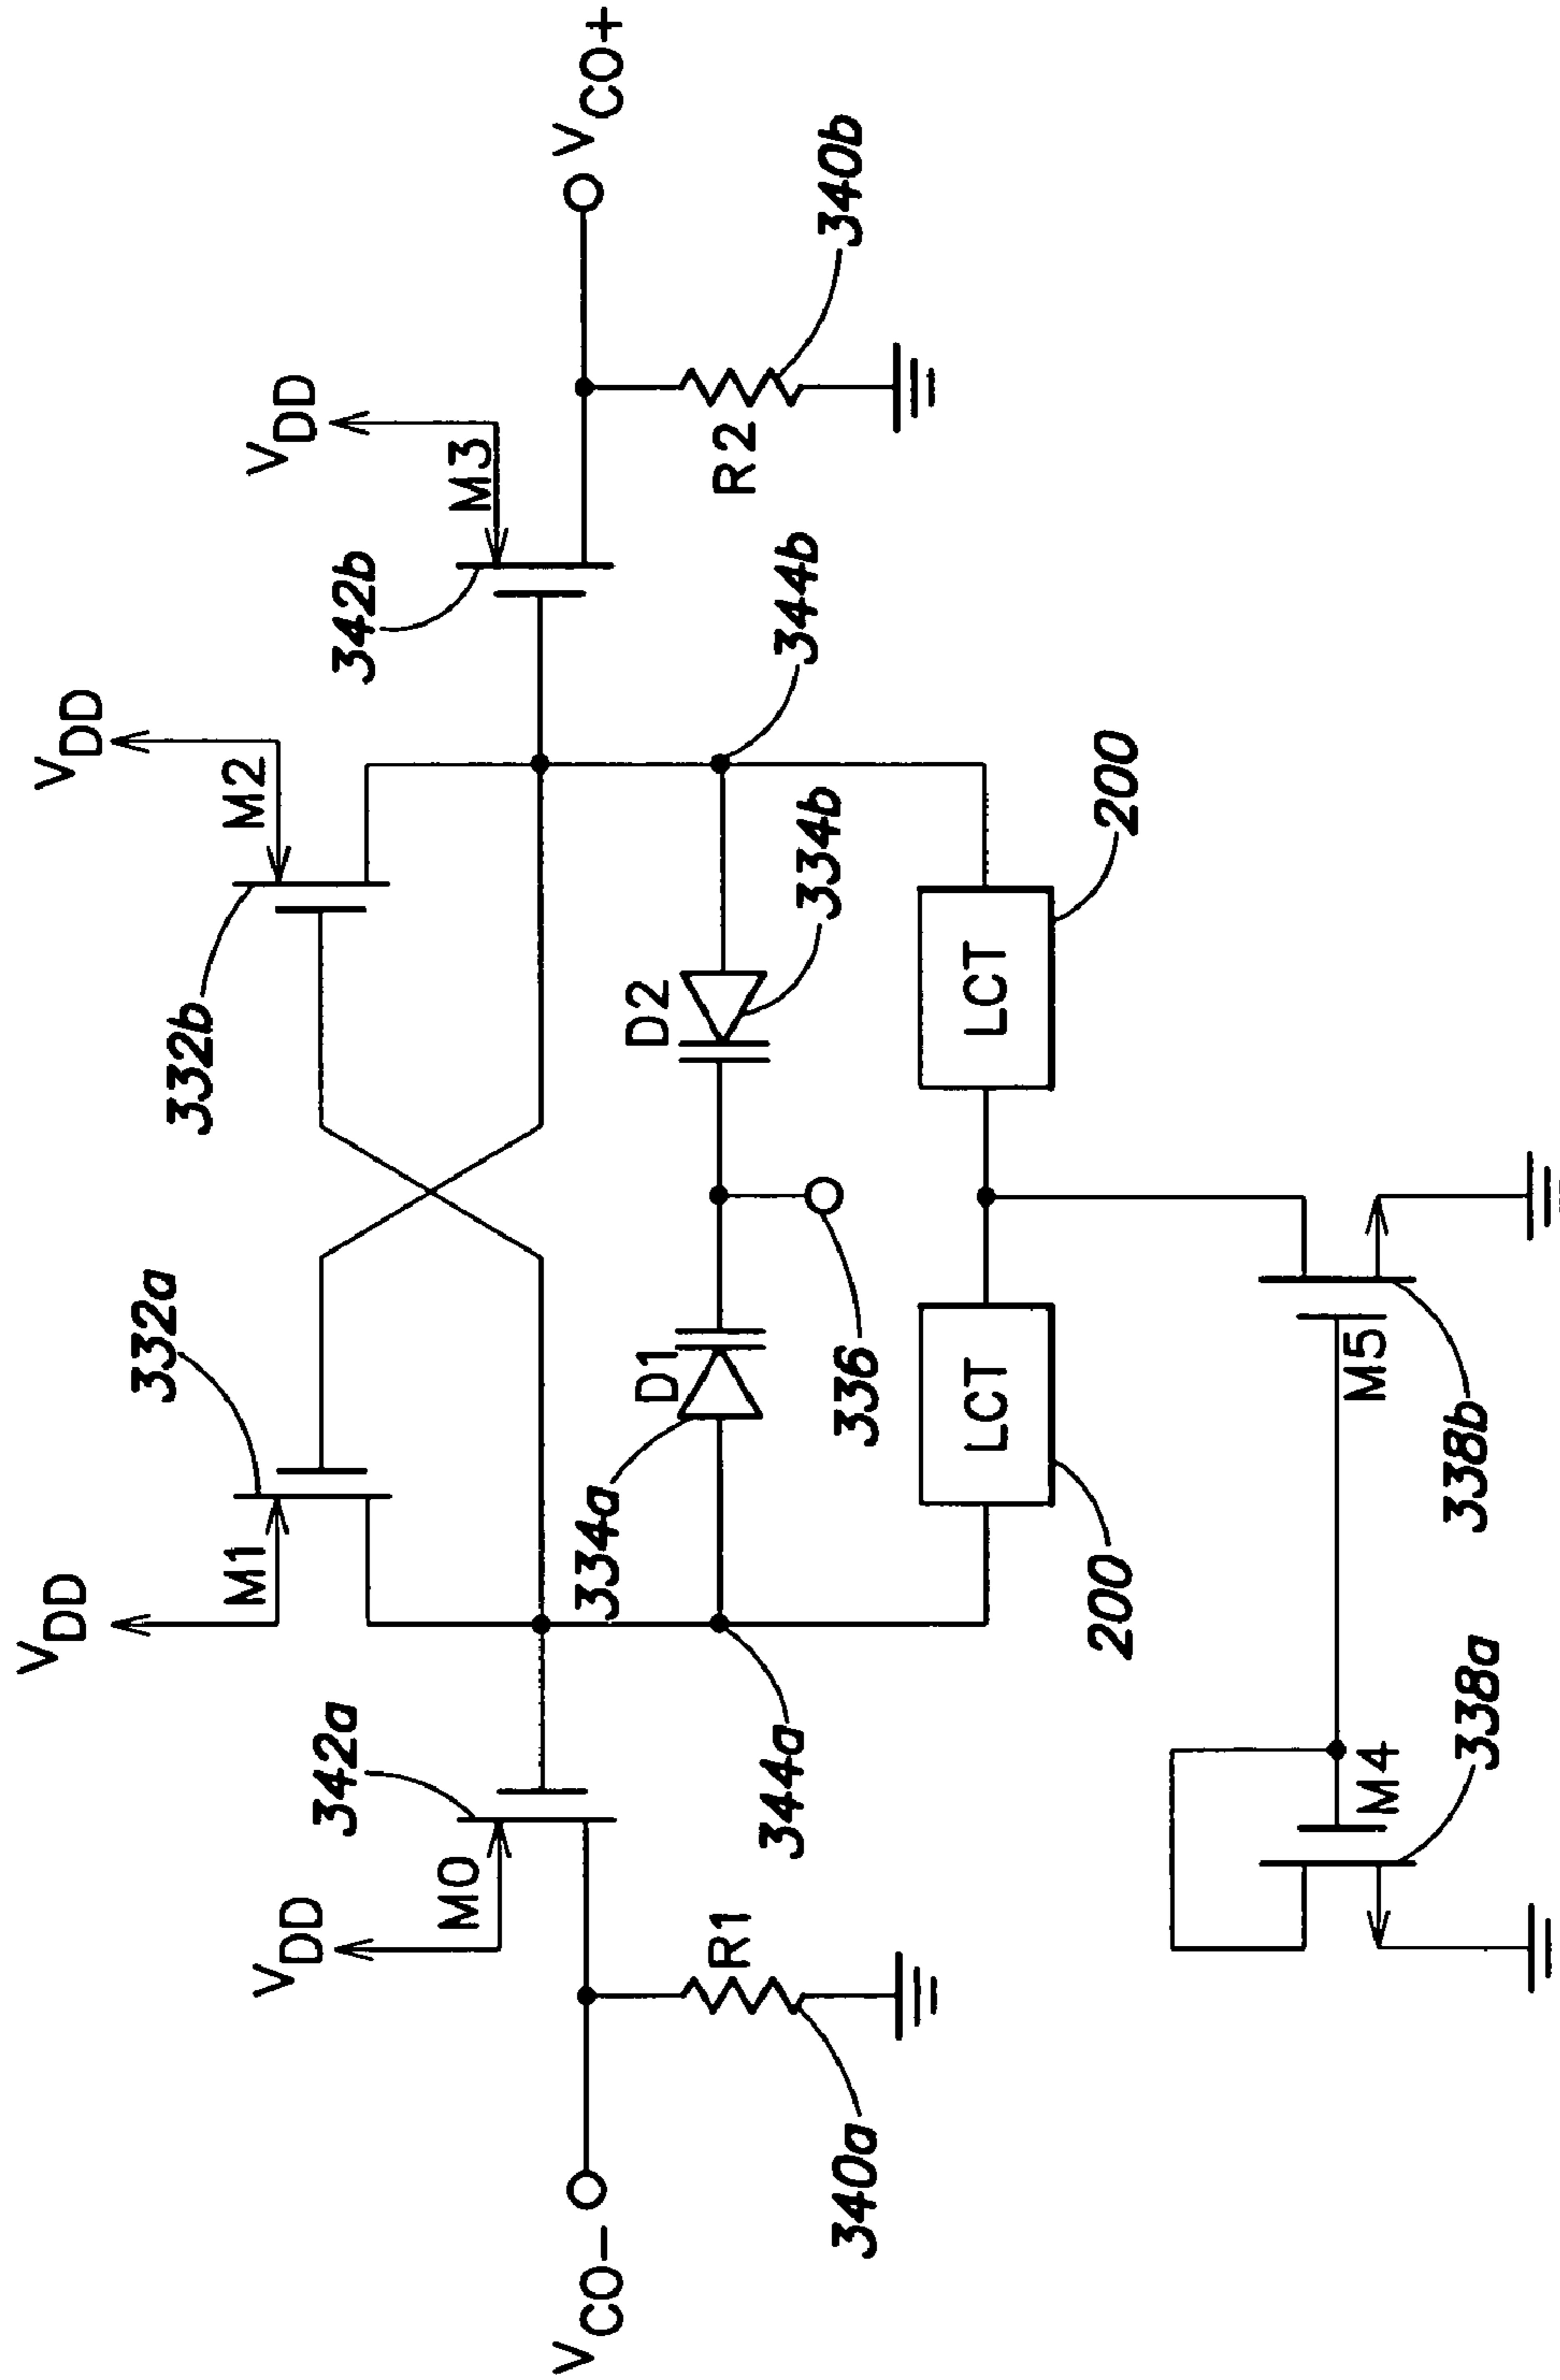 VDD
VDD
332a
332b
M1
M2
VDD
VDD
342a
342b
M0
M3
VCO-
VCO+
334a
D1
D2
R1
R2
344a
334b
344b
340a
336
340b
LCT
LCT
200
200
M4
M5
338a
338b